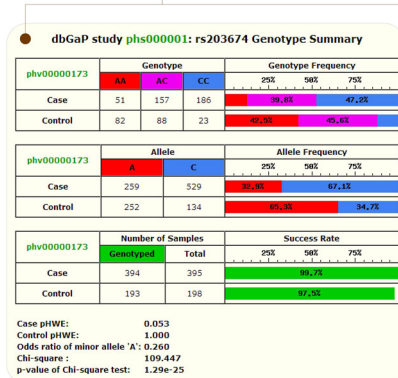 dbGaP study phs000001: rs203674 Genotype Summary
phv00000173 Genotype Genotype Frequency
AA AC CC 25% 50% 75%
Case 51 157 186 39,8% 47,2%
Control 82 88 23 42,5% 45,6%
phv00000173 Allele Allele Frequency
A C 25% 50% 75%
Case 259 529 32,9% 67,1%
Control 252 134 65,3% 34,7%
phv00000173 Number of Samples Success Rate
Genotyped Total 25% 50% 75%
Case 394 395 99,7%
Control 193 198 97,5%
Case pHWE: 0.053
Control pHWE: 1.000
Odds ratio of minor allele 'A': 0.260
Chi-square : 109.447
p-value of Chi-square test: 1.29e-25